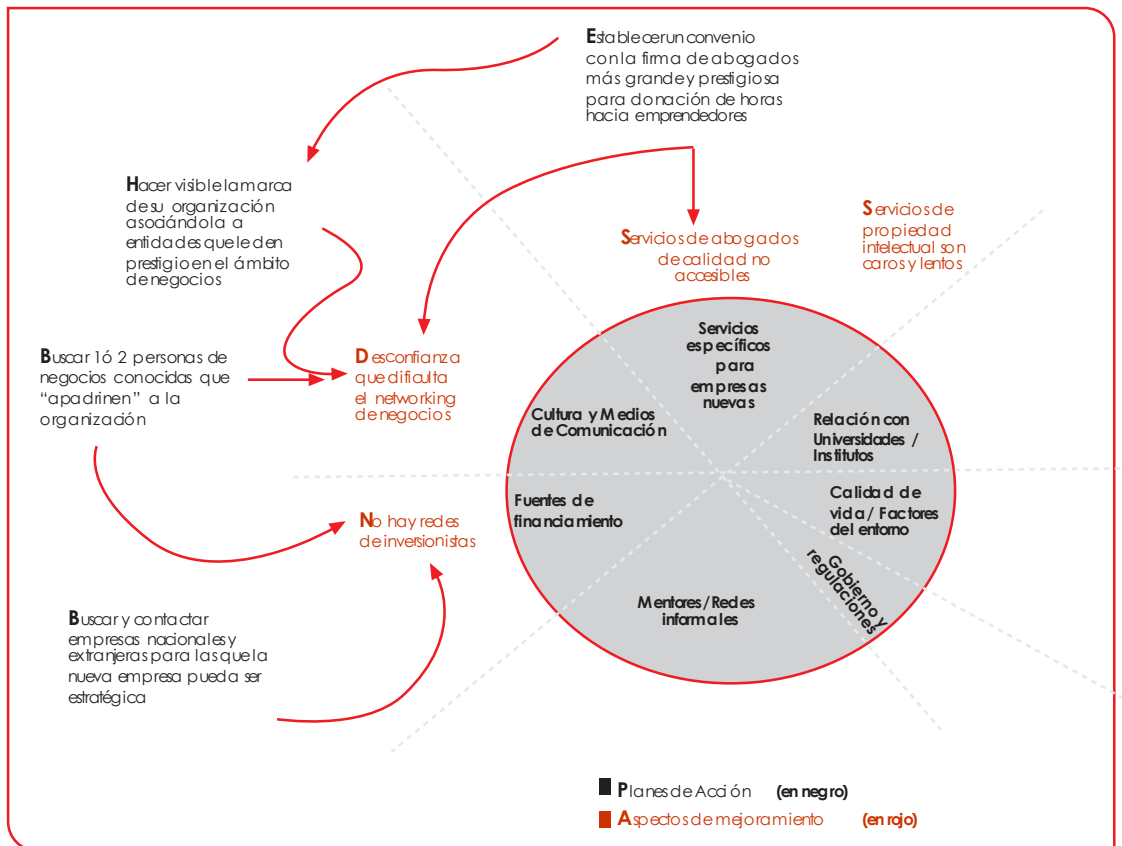 Establecer un convenio
con la firma de abogados
más grande y prestigiosa
para donación de horas
hacia emprendedores
Hacer visible la marca
de su organización
asociándola a
entidades que le den
prestigio en el ámbito
de negocios
Servicios de abogados
de calidad no
accesibles
Servicios de
propiedad
intelectual son
caros y lentos
Buscar 1ó 2 personas de
negocios conocidas que
“apadrinen” a la
organización
Desconfianza
que dificulta
el networking
de negocios
Servicios
específicos
para
empresas
nuevas
Cultura y Medios
de Comunicación
Relación con
Universidades /
Institutos
Fuentes de
financiamiento
Calidad de
vida / Factores
del entorno
No hay redes
de inversionistas
Gobierno y
regulaciones
Mentores/Redes
informales
Buscar y contactar
empresas nacionales y
extranjeras para las que la
nueva empresa pueda ser
estratégica
Planes de Acción (en negro)
Aspectos de mejoramiento (en rojo)